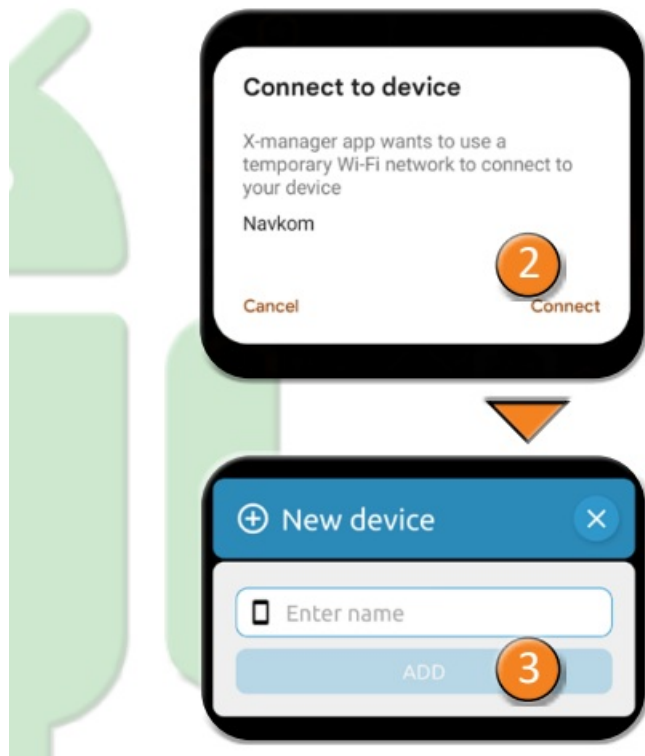 Connect to device
X-manager app wants to use a
temporary Wi-Fi network to connect to
your device
Navkom
2
Cancel
Connect
New device
Enter name
ADD
3